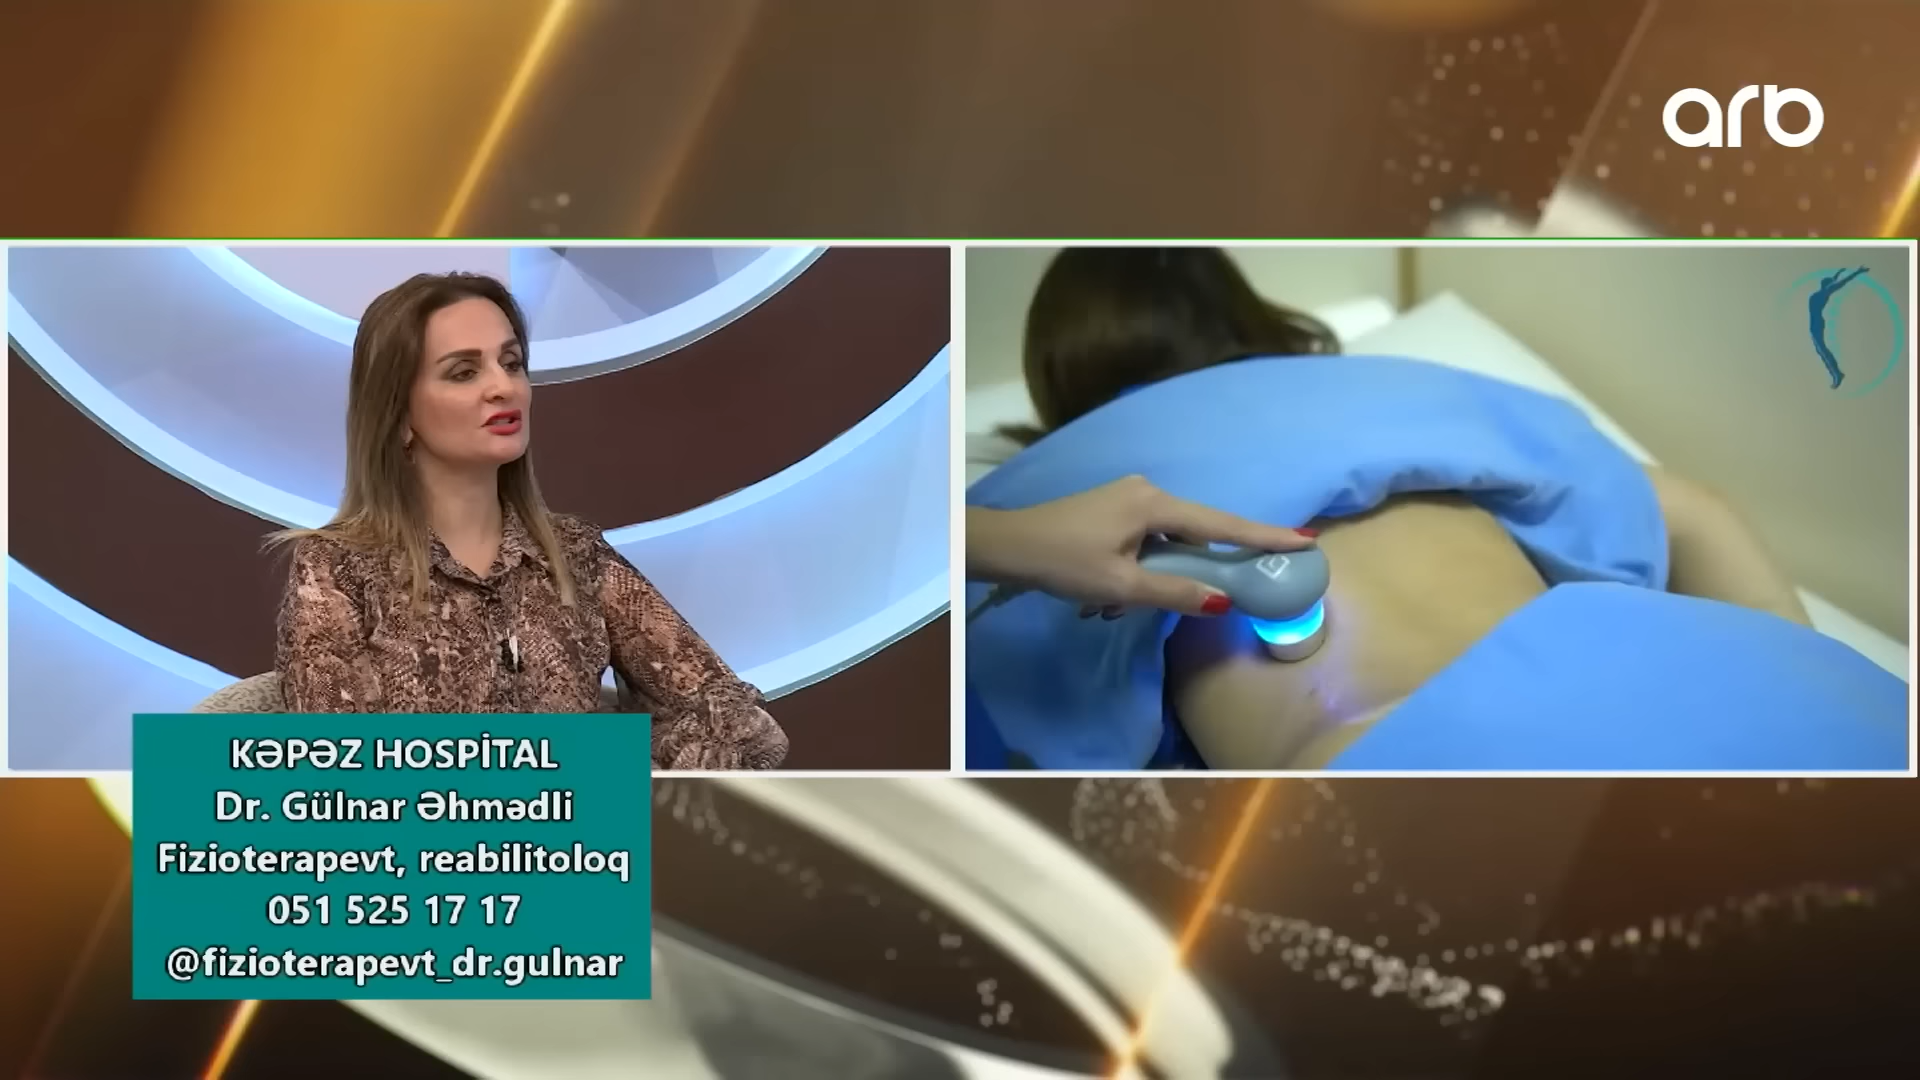 arb
KƏPƏZ HOSPİTAL
Dr. Gülnar Əhmədli
Fizioterapevt, reabilitoloq
051 525 17 17
@fizioterapevt_dr.gulnar